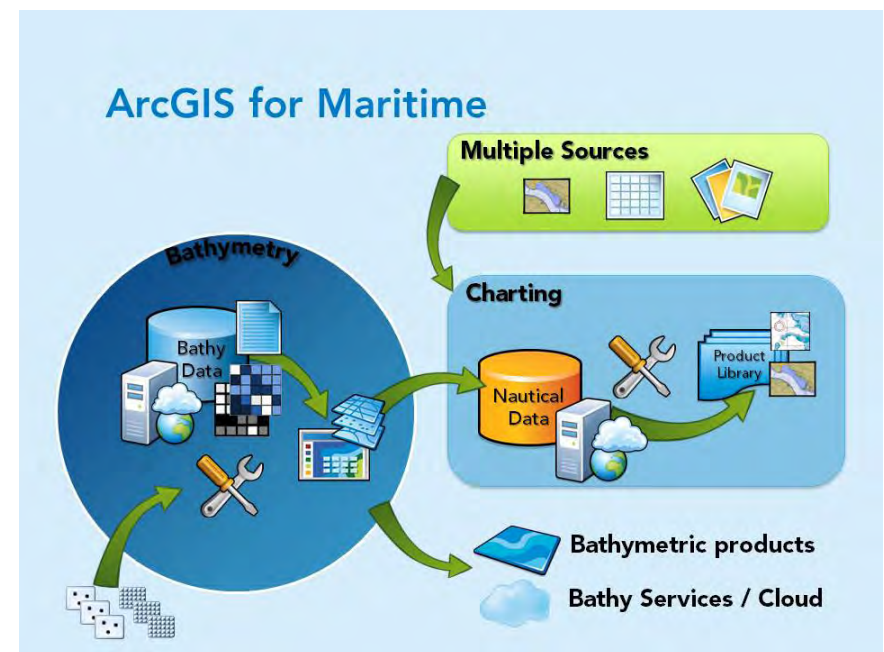 ArcGIS for Maritime
Multiple Sources
Bathymetry
Charting
Bathy
Data
Nautical
Data
Product
Library
Bathymetric products
Bathy Services / Cloud